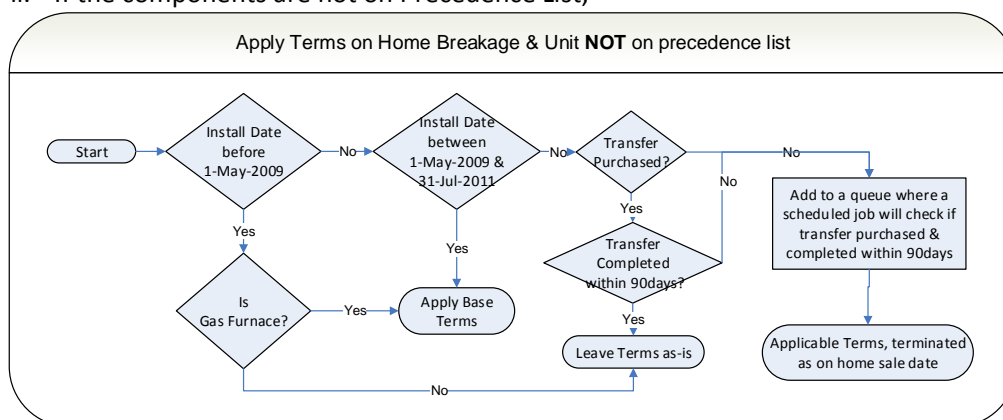 ii. If the components are not on Precedence List,
Apply Terms on Home Breakage & Unit NOT on precedence list
Start
Install Date
before
1-May-2009
No
Install Date
between
1-May-2009 &
31-Jul-2011
No
Transfer
Purchased?
No
No
Add to a queue where a
scheduled job will check if
transfer purchased &
completed within 90days
Yes
Yes
Yes
Transfer
Completed
within 90days?
Is
Gas Furnace?
Yes
Apply Base
Terms
Yes
Leave Terms as-is
Applicable Terms, terminated
as on home sale date
No